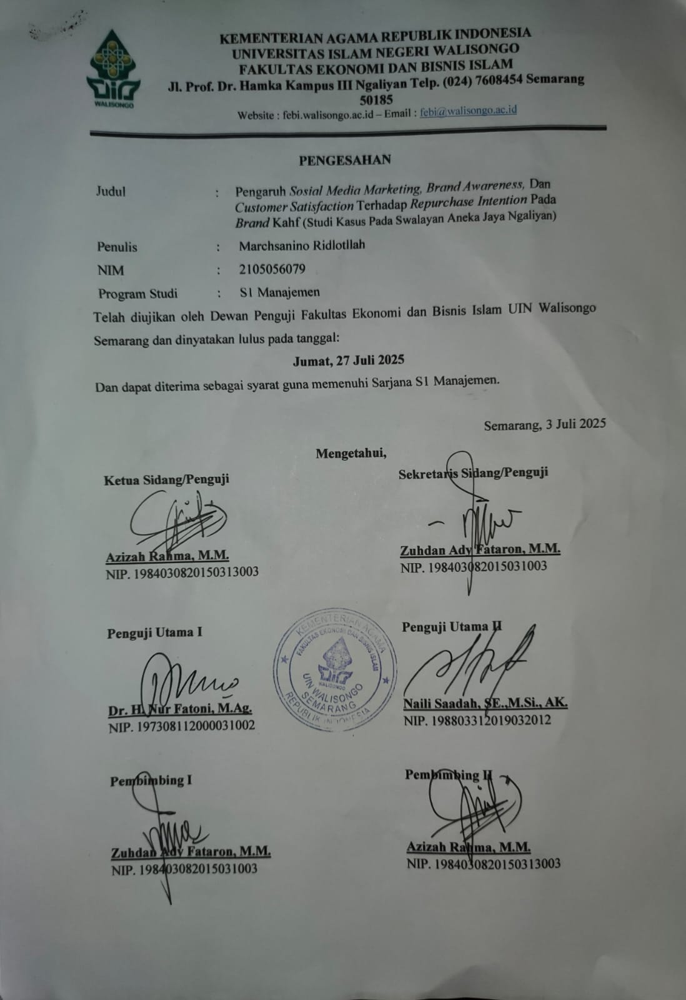 KEMENTERIAN AGAMA REPUBLIK INDONESIA
UNIVERSITAS ISLAM NEGERI WALISONGO
FAKULTAS EKONOMI DAN BISNIS ISLAM
Jl. Prof. Dr. Hamka Kampus III Ngaliyan Telp. (024) 7608454 Semarang
50185
Website : febi.walisongo.ac.id – Email : febi@walisongo.ac.id
UIN
WALISONGO
PENGESAHAN
Judul : Pengaruh Sosial Media Marketing, Brand Awareness, Dan
Customer Satisfaction Terhadap Repurchase Intention Pada
Brand Kahf (Studi Kasus Pada Swalayan Aneka Jaya Ngaliyan)
Penulis : Marchsanino Ridlotllah
NIM : 2105056079
Program Studi : S1 Manajemen
Telah diujikan oleh Dewan Penguji Fakultas Ekonomi dan Bisnis Islam UIN Walisongo
Semarang dan dinyatakan lulus pada tanggal:
Jumat, 27 Juli 2025
Dan dapat diterima sebagai syarat guna memenuhi Sarjana S1 Manajemen.
Semarang, 3 Juli 2025
Mengetahui,
Ketua Sidang/Penguji
Azizah Rahma, M.M.
NIP. 1984030820150313003
Sekretaris Sidang/Penguji
Zuhdan Ady Fataron, M.M.
NIP. 198403082015031003
Penguji Utama I
Dr. H. Nur Fatoni, M.Ag.
NIP. 197308112000031002
KEMENTERIAN AGAMA
FAKULTAS EKONOMI DAN BISNIS ISLAM
UIN
WALISONGO
UIN WALISONGO
SEMARANG
REPUBLIK INDONESIA
Penguji Utama II
Naili Saadah, SE.,M.Si., AK.
NIP. 198803312019032012
Pembimbing I
Zuhdan Ady Fataron, M.M.
NIP. 198403082015031003
Pembimbing II
Azizah Rahma, M.M.
NIP. 1984030820150313003